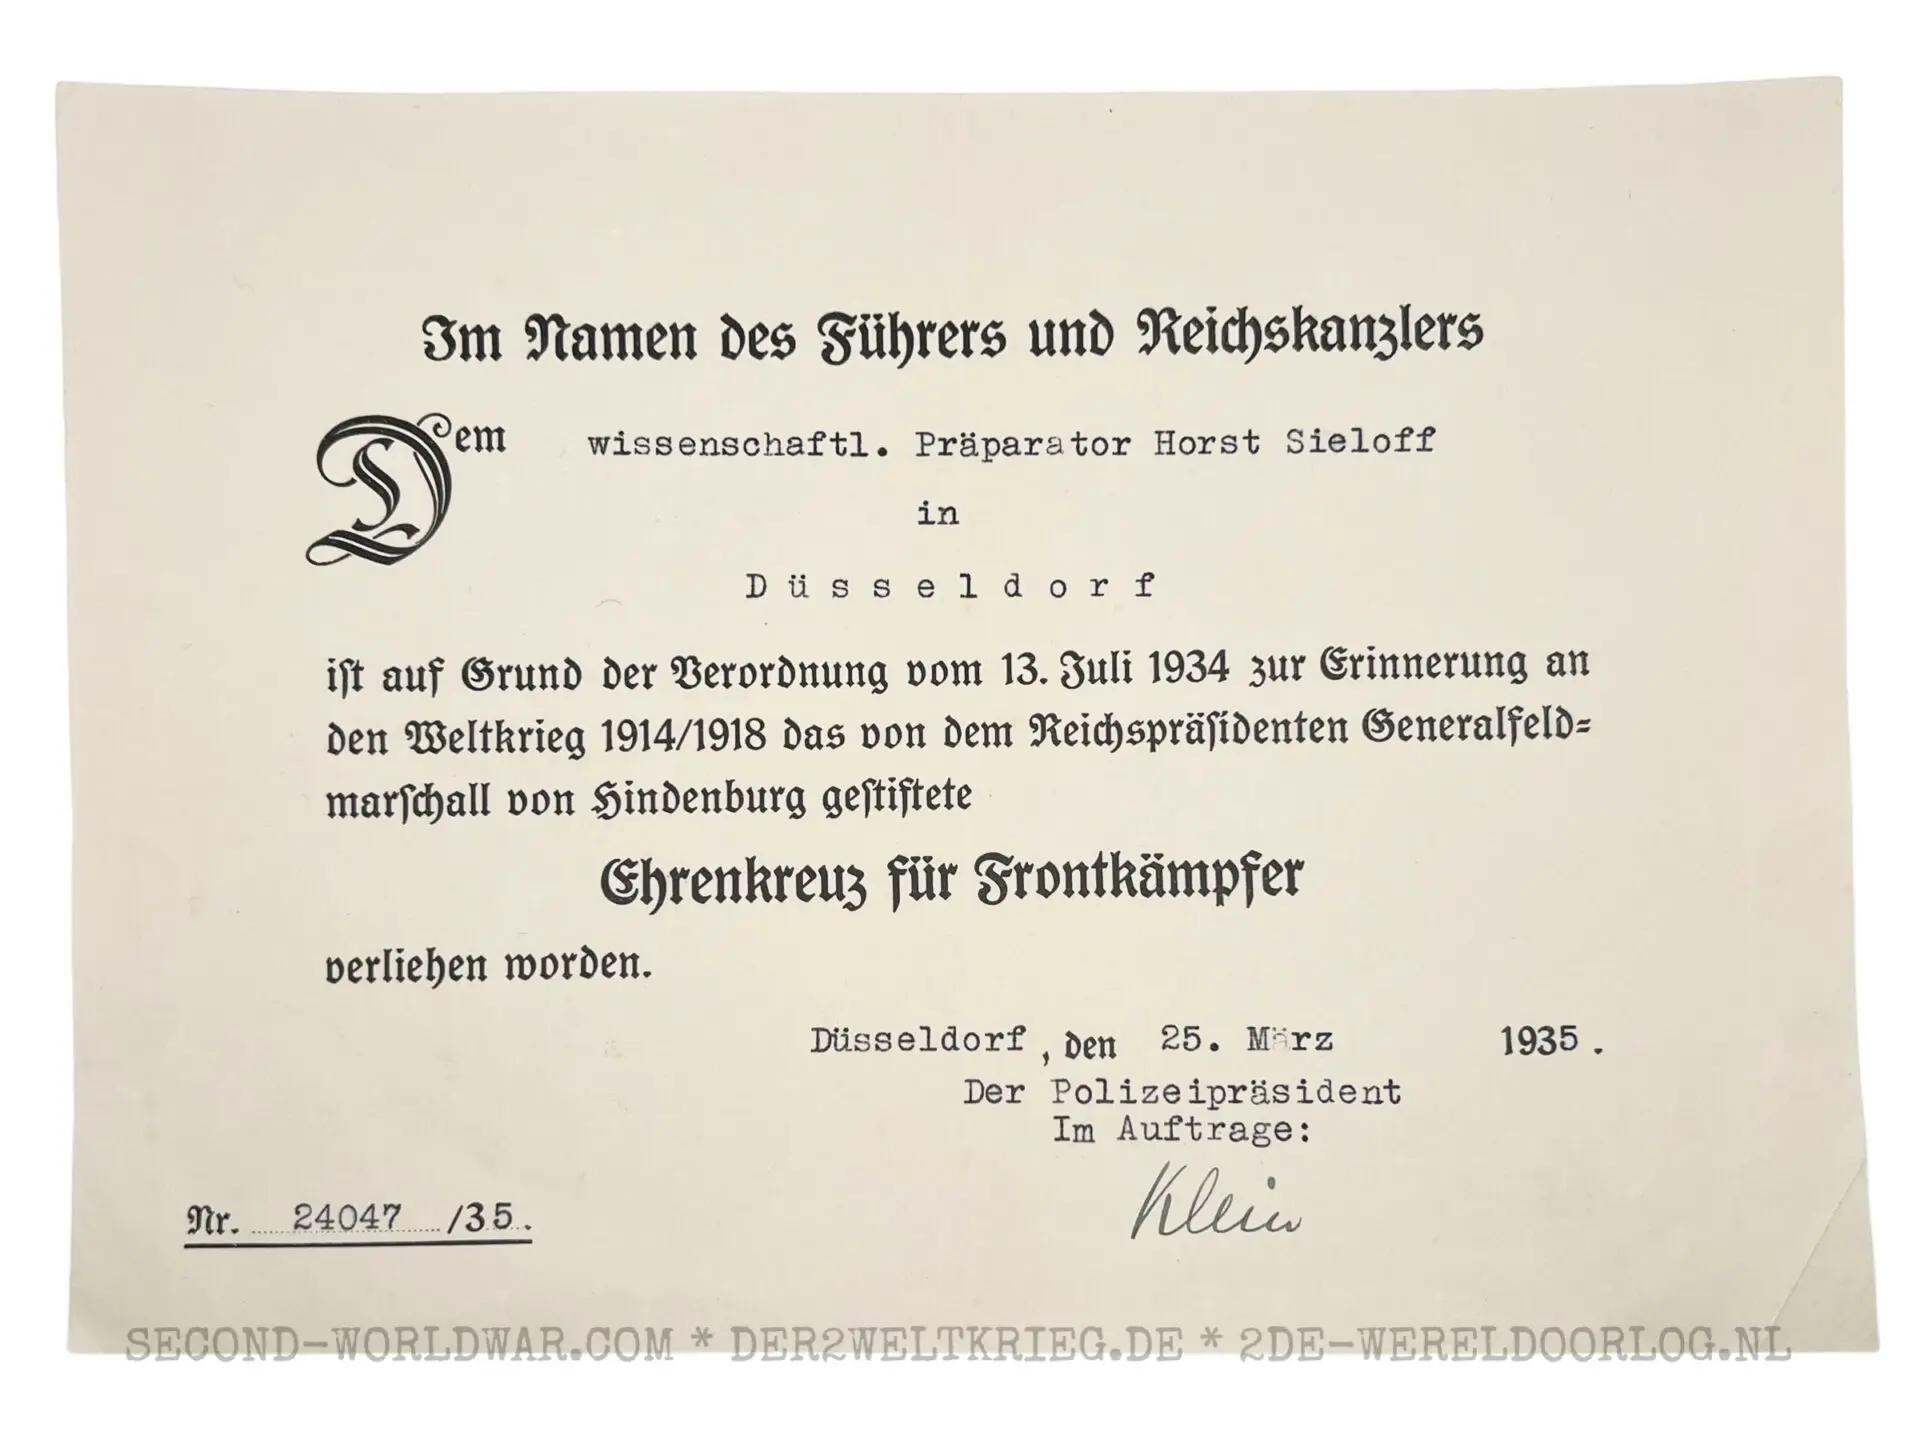 Im Namen des Führers und Reichskanzlers
Dem wissenschaftl. Präparator Horst Sieloff
in
Düsseldorf
iſt auf Grund der Verordnung vom 13. Juli 1934 zur Erinnerung an
den Weltkrieg 1914/1918 das von dem Reichspräſidenten Generalfeld=
marſchall von Hindenburg geſtiftete
Ehrenkreuz für Frontkämpfer
verliehen worden.
Düsseldorf, den 25. März 1935.
Der Polizeipräsident
Im Auftrage:
Klein
Nr. 24047 /35.
SECOND-WORLDWAR.COM * DER2WELTKRIEG.DE * 2DE-WERELDOORLOG.NL